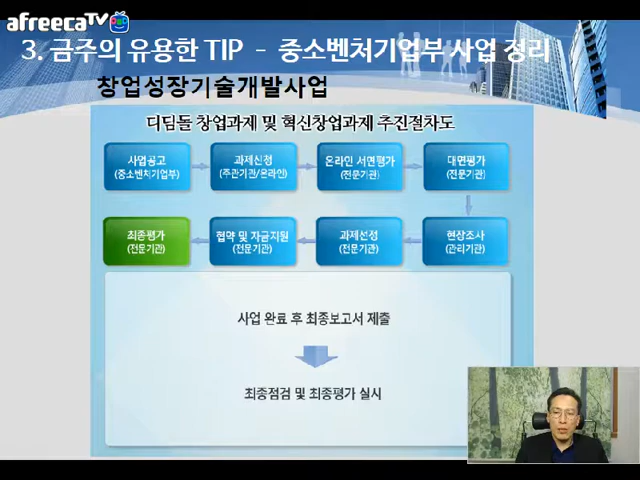 afreecaTV
3. 금주의 유용한 TIP - 중소벤처기업부 사업 정리
창업성장기술개발사업
디딤돌 창업과제 및 혁신창업과제 추진절차도
사업공고
(중소벤처기업부)
과제신청
(주관기관/온라인)
온라인 서면평가
(전문기관)
대면평가
(전문기관)
최종평가
(전문기관)
협약 및 자금지원
(전문기관)
과제선정
(전문기관)
현장조사
(관리기관)
사업 완료 후 최종보고서 제출
최종점검 및 최종평가 실시